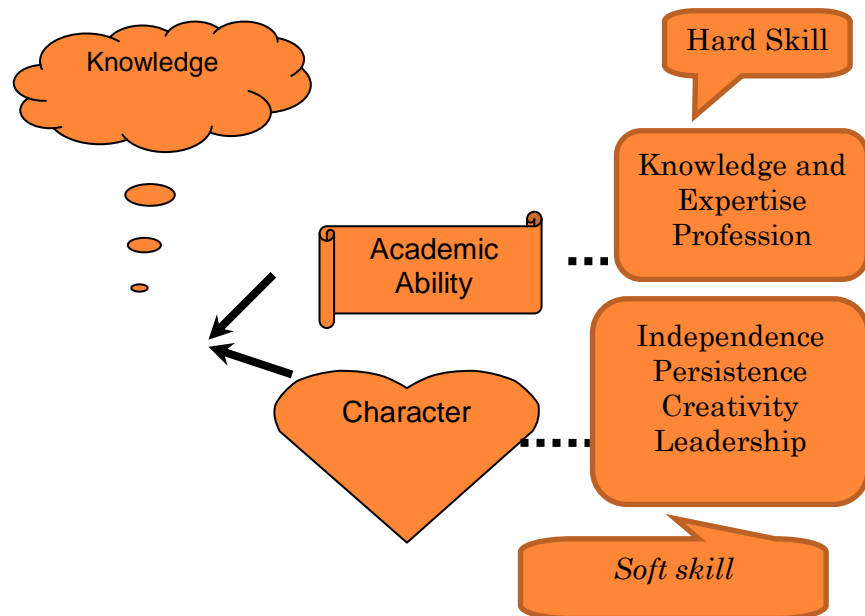 Knowledge
Hard Skill
Knowledge and
Expertise
Profession
Academic
Ability
Independence
Persistence
Creativity
Leadership
Character
Soft skill